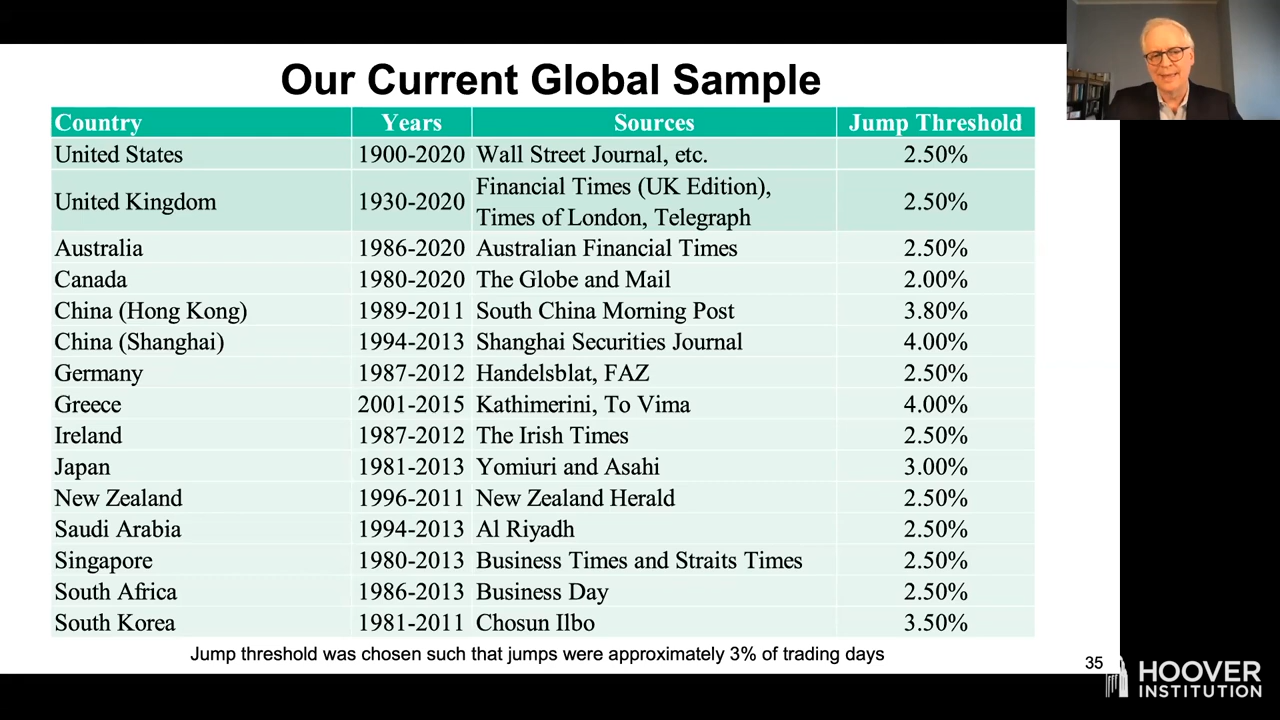 Our Current Global Sample
Country Years Sources Jump Threshold
United States 1900-2020 Wall Street Journal, etc. 2.50%
United Kingdom 1930-2020 Financial Times (UK Edition),
Times of London, Telegraph 2.50%
Australia 1986-2020 Australian Financial Times 2.50%
Canada 1980-2020 The Globe and Mail 2.00%
China (Hong Kong) 1989-2011 South China Morning Post 3.80%
China (Shanghai) 1994-2013 Shanghai Securities Journal 4.00%
Germany 1987-2012 Handelsblat, FAZ 2.50%
Greece 2001-2015 Kathimerini, To Vima 4.00%
Ireland 1987-2012 The Irish Times 2.50%
Japan 1981-2013 Yomiuri and Asahi 3.00%
New Zealand 1996-2011 New Zealand Herald 2.50%
Saudi Arabia 1994-2013 Al Riyadh 2.50%
Singapore 1980-2013 Business Times and Straits Times 2.50%
South Africa 1986-2013 Business Day 2.50%
South Korea 1981-2011 Chosun Ilbo 3.50%
Jump threshold was chosen such that jumps were approximately 3% of trading days
35
HOOVER
INSTITUTION